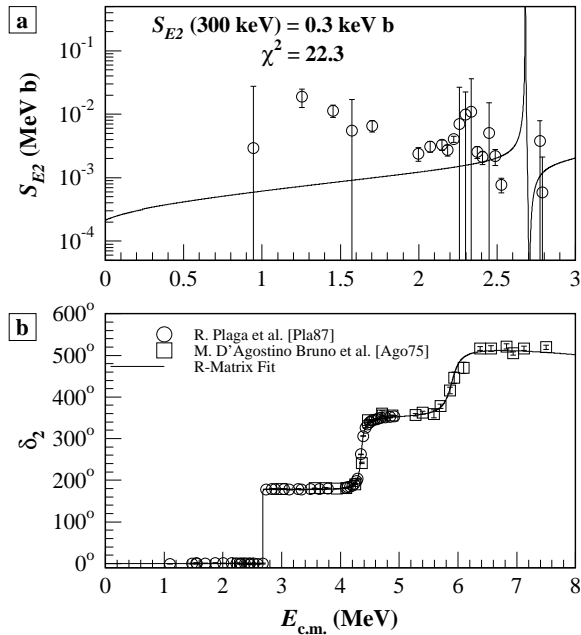 a
S_E2 (300 keV) = 0.3 keV b
χ² = 22.3
S_E2 (MeV b)
10⁻¹
10⁻²
10⁻³
10⁻⁴
0 0.5 1 1.5 2 2.5 3
b
R. Plaga et al. [Pla87]
M. D'Agostino Bruno et al. [Ago75]
R-Matrix Fit
δ₂
600°
500°
400°
300°
200°
100°
0°
0 1 2 3 4 5 6 7 8
E_c.m. (MeV)